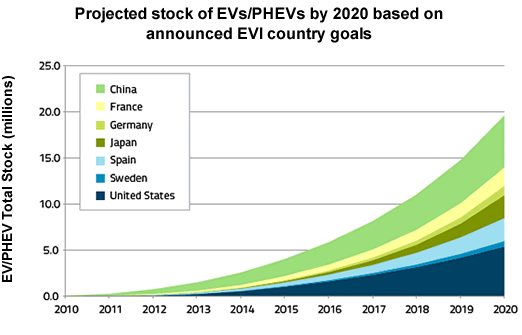 Projected stock of EVs/PHEVs by 2020 based on
announced EVI country goals
EV/PHEV Total Stock (millions)
25.0
20.0
15.0
10.0
5.0
0.0
China
France
Germany
Japan
Spain
Sweden
United States
2010 2011 2012 2013 2014 2015 2016 2017 2018 2019 2020